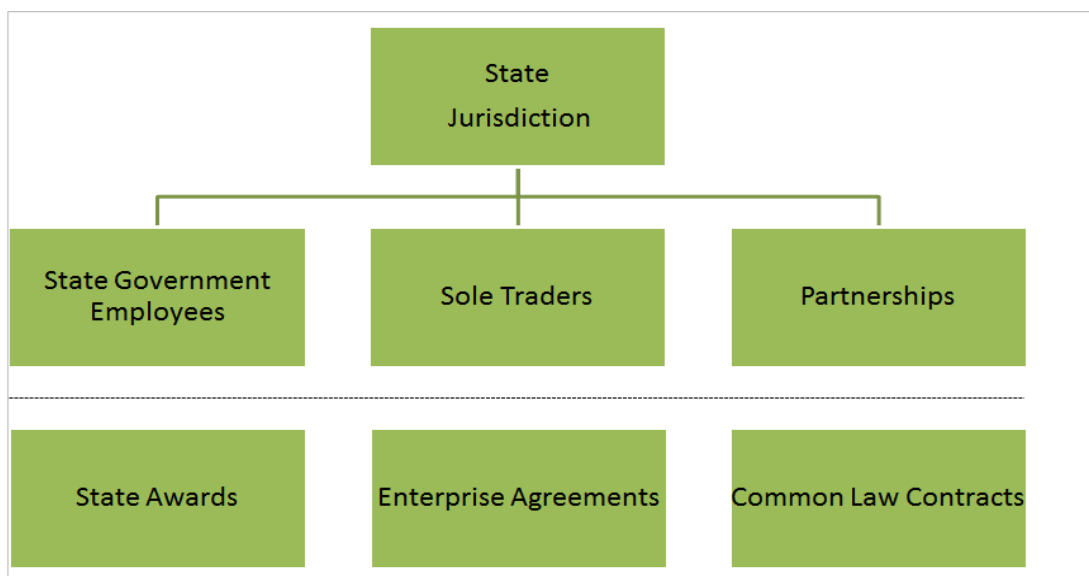 State
Jurisdiction
State Government
Employees
Sole Traders
Partnerships
State Awards
Enterprise Agreements
Common Law Contracts